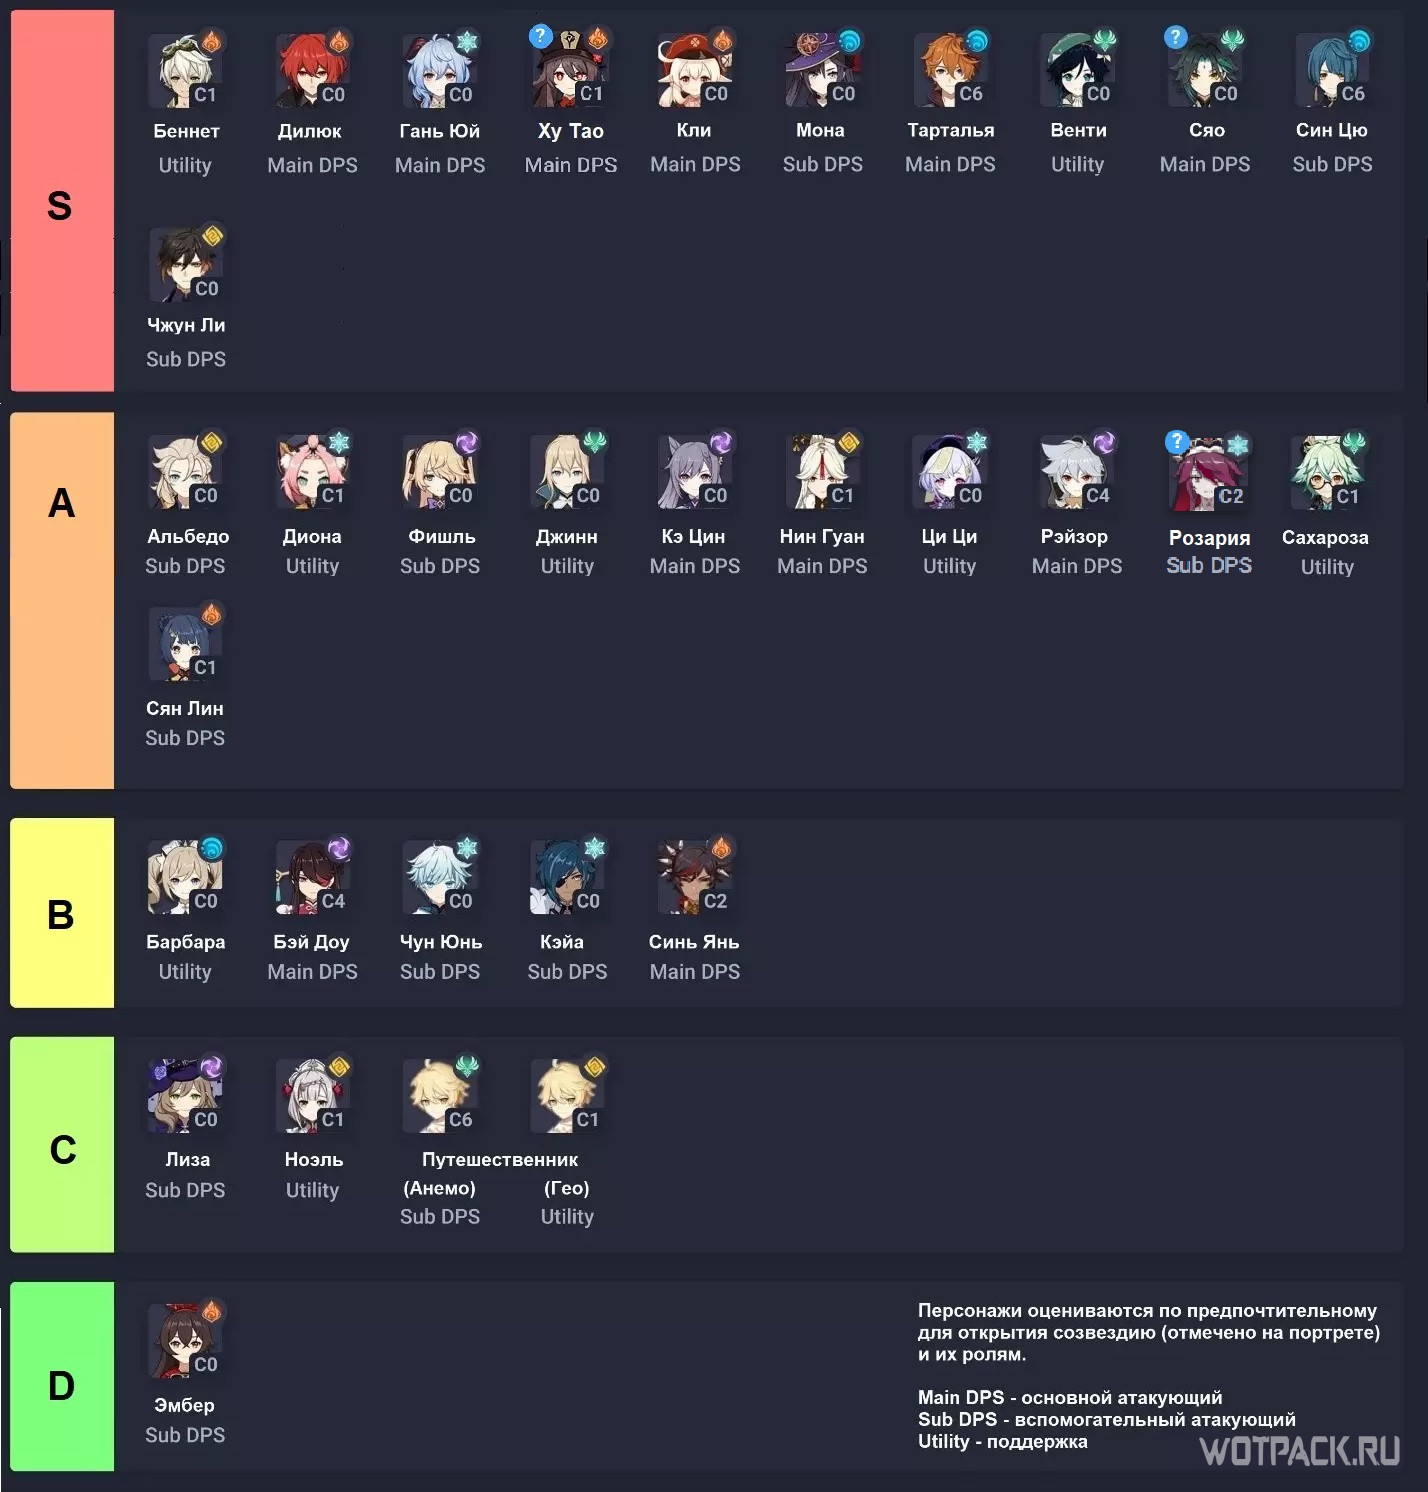 S
?
?
C1
C0
C0
C1
C0
C0
C6
C0
C0
C6
Беннет
Дилюк
Гань Юй
Ху Тао
Кли
Мона
Тарталья
Венти
Сяо
Син Цю
Utility
Main DPS
Main DPS
Main DPS
Main DPS
Sub DPS
Main DPS
Utility
Main DPS
Sub DPS
C0
Чжун Ли
Sub DPS
A
?
C0
C1
C0
C0
C0
C1
C0
C4
C2
C1
Альбедо
Диона
Фишль
Джинн
Кэ Цин
Нин Гуан
Ци Ци
Рэйзор
Розария
Сахароза
Sub DPS
Utility
Sub DPS
Utility
Main DPS
Main DPS
Utility
Main DPS
Sub DPS
Utility
C1
Сян Лин
Sub DPS
B
C0
C4
C0
C0
C2
Барбара
Бэй Доу
Чун Юнь
Кэйа
Синь Янь
Utility
Main DPS
Sub DPS
Sub DPS
Main DPS
C
C0
C1
C6
C1
Лиза
Ноэль
Путешественник
(Анемо)
(Гео)
Sub DPS
Utility
Sub DPS
Utility
D
C0
Эмбер
Sub DPS
Персонажи оцениваются по предпочтительному
для открытия созвездию (отмечено на портрете)
и их ролям.
Main DPS - основной атакующий
Sub DPS - вспомогательный атакующий
Utility - поддержка
WOTPACK.RU